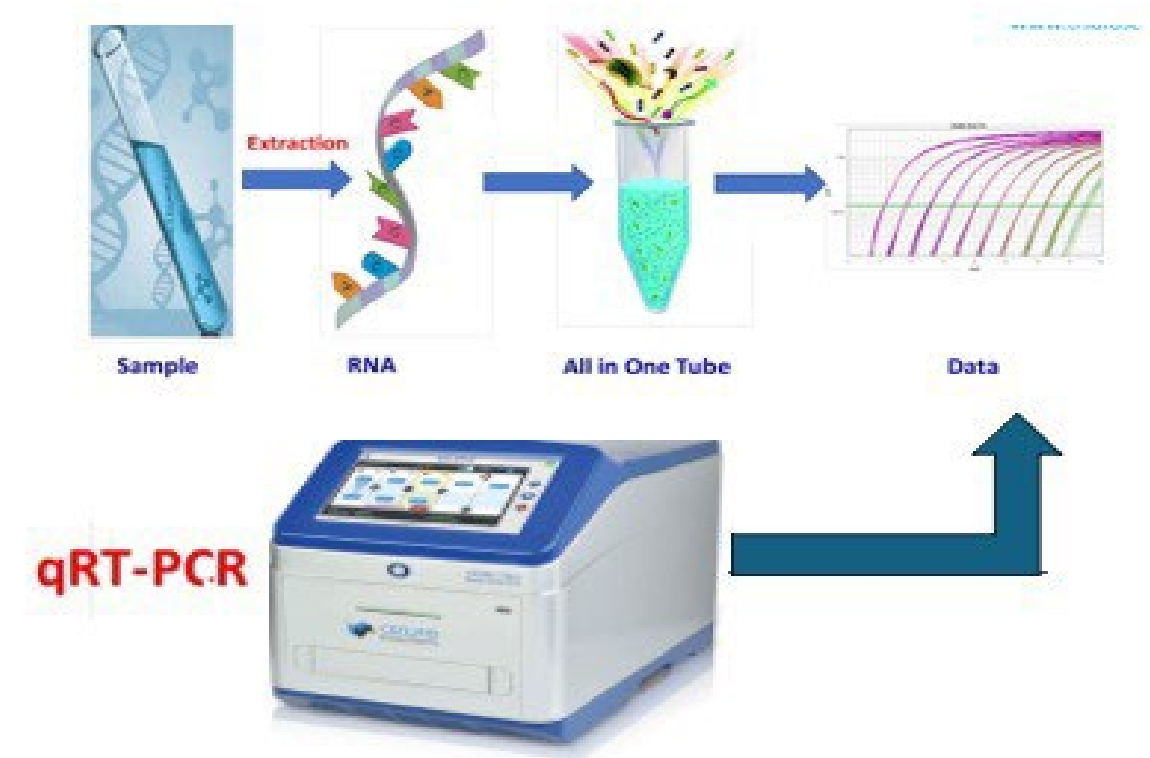 Extraction
Sample
RNA
All in One Tube
Data
qRT-PCR